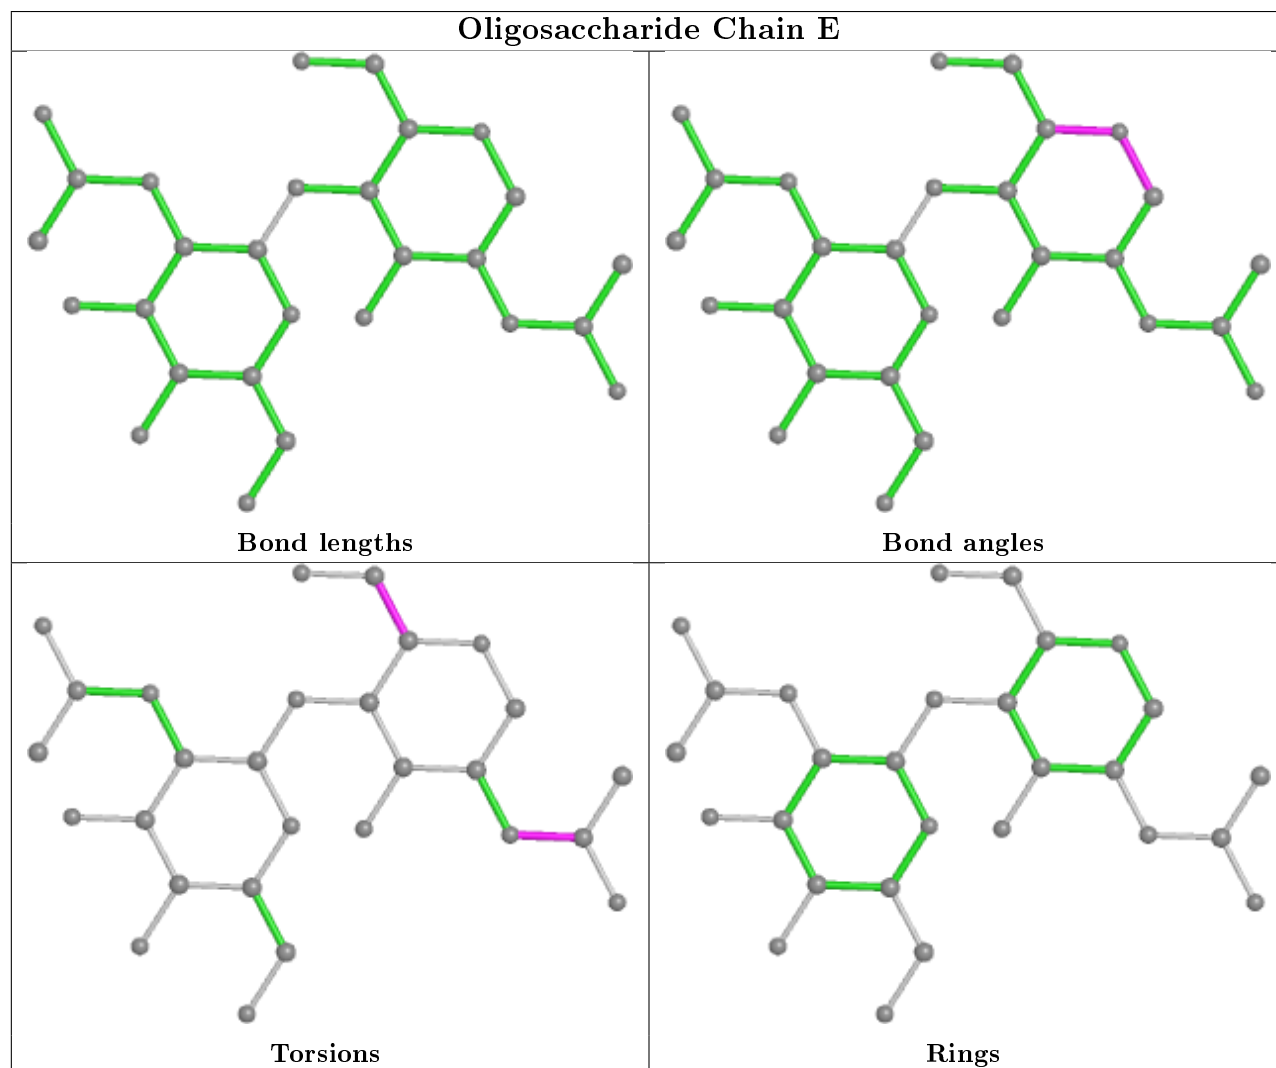 Oligosaccharide Chain E
Bond lengths
Bond angles
Torsions
Rings